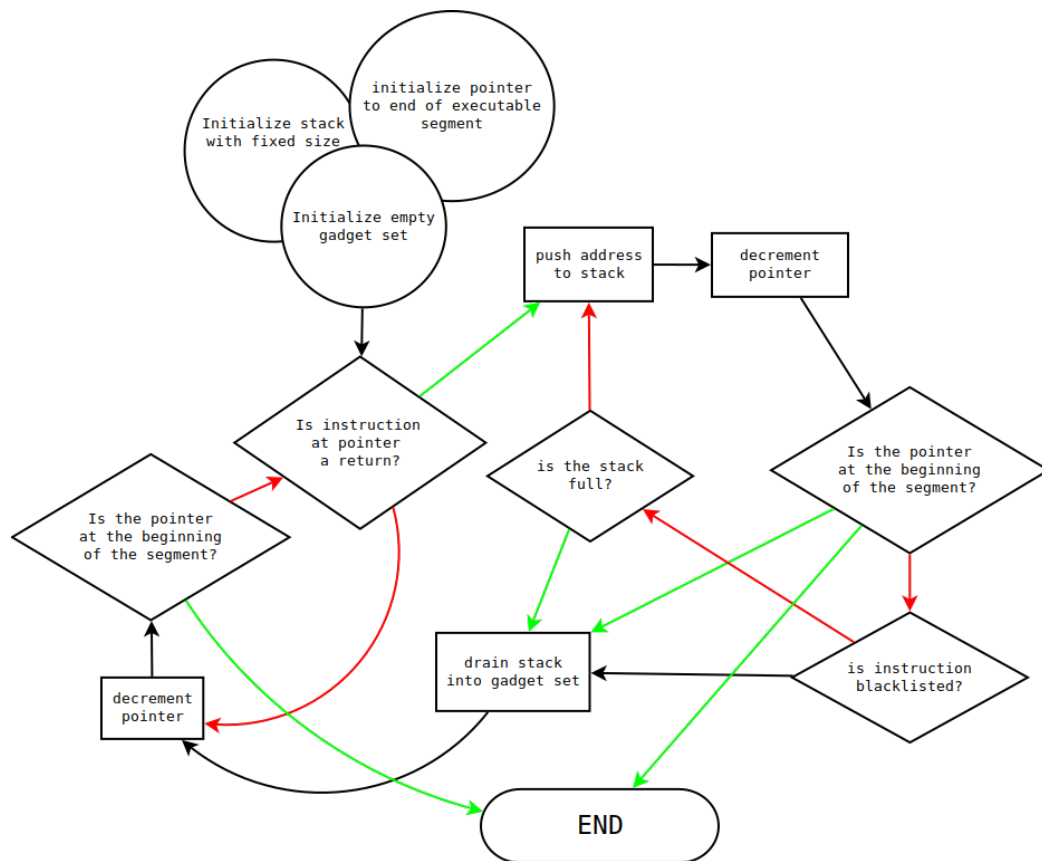 initialize pointer
to end of executable
segment
Initialize stack
with fixed size
Initialize empty
gadget set
push address
to stack
decrement
pointer
Is instruction
at pointer
a return?
is the stack
full?
Is the pointer
at the beginning
of the segment?
Is the pointer
at the beginning
of the segment?
drain stack
into gadget set
is instruction
blacklisted?
decrement
pointer
END